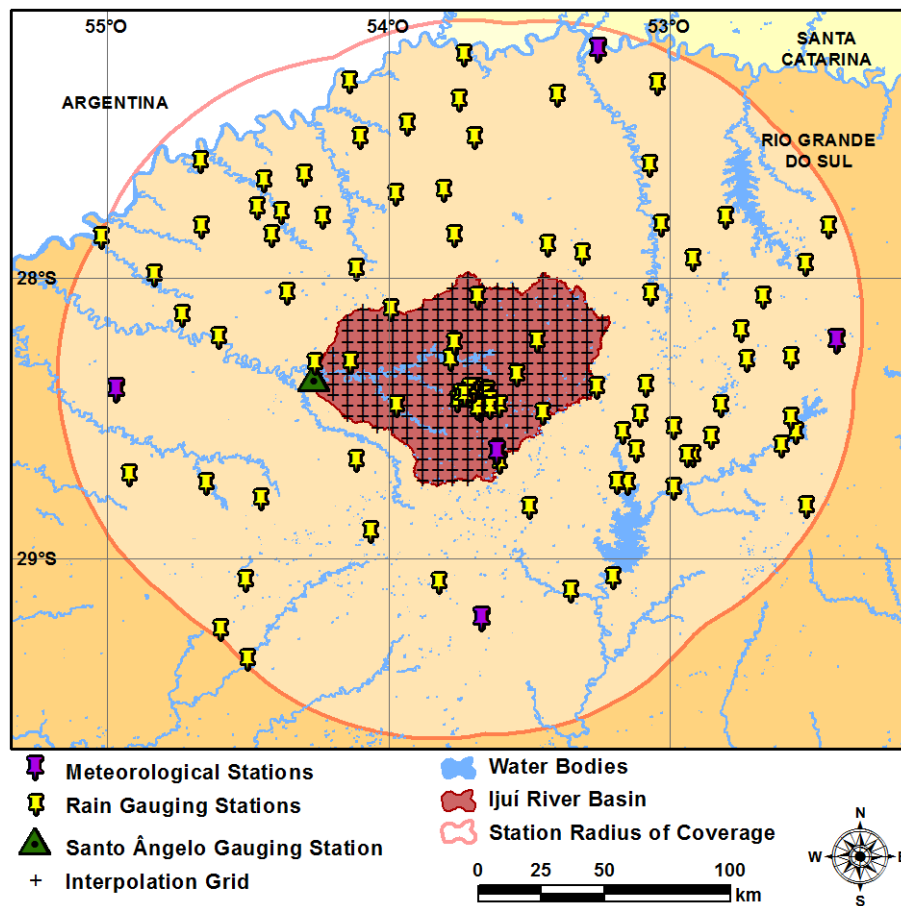 55°O 54°O 53°O
SANTA
CATARINA
ARGENTINA
RIO GRANDE
DO SUL
28°S
29°S
Meteorological Stations
Rain Gauging Stations
Santo Ângelo Gauging Station
Interpolation Grid
Water Bodies
Ijuí River Basin
Station Radius of Coverage
0 25 50 100
km
N
W E
S